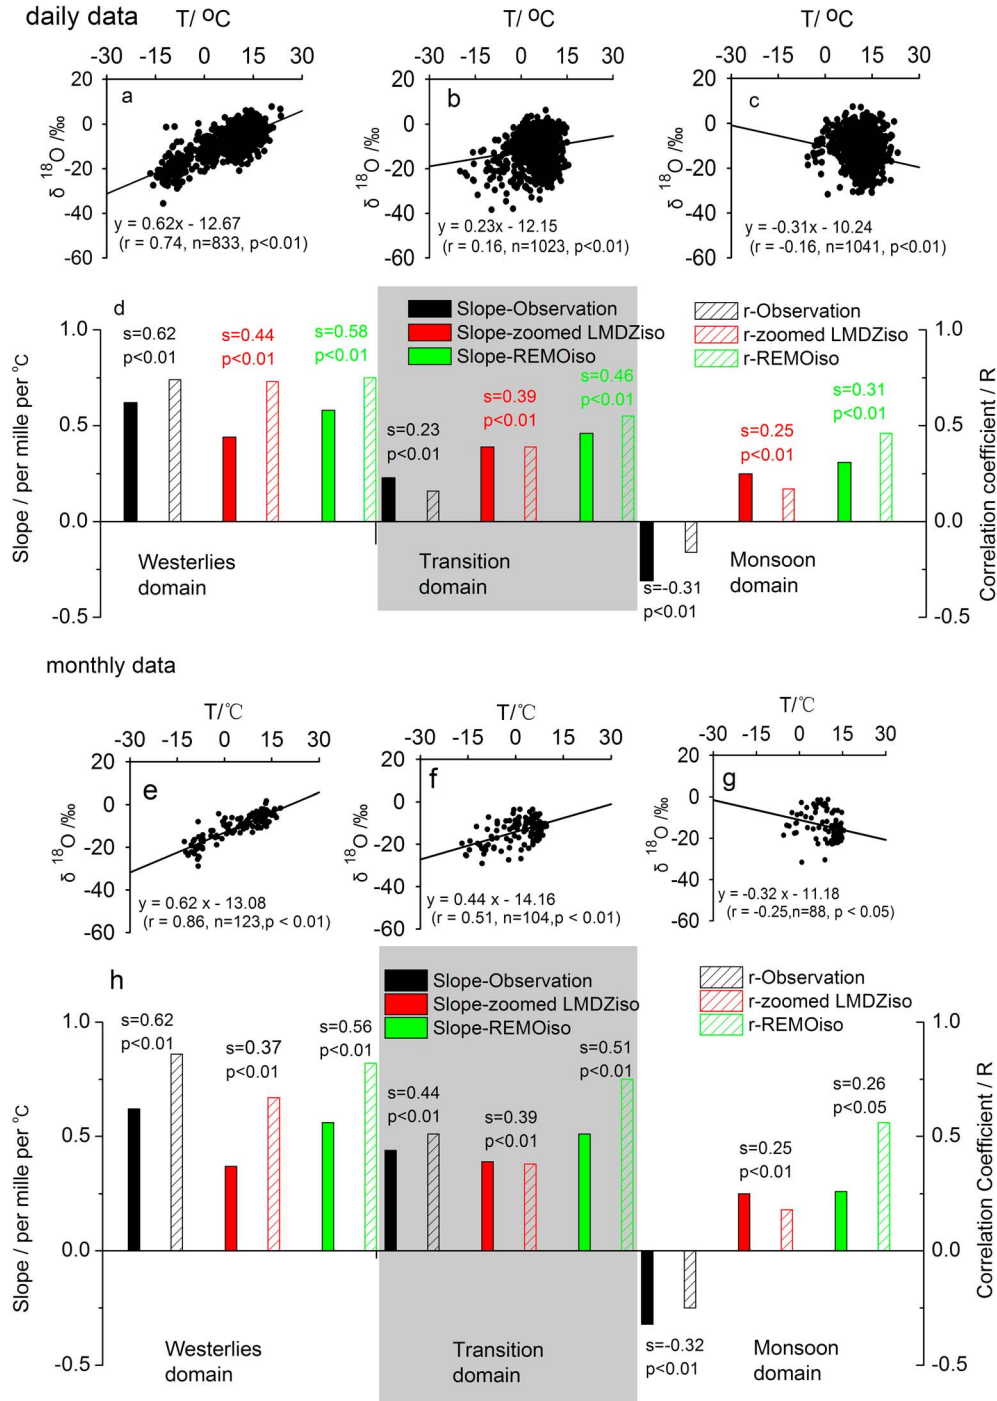 daily data
T/ ºC
T/ ºC
T/ ºC
-30 -15 0 15 30
-30 -15 0 15 30
-30 -15 0 15 30
20
0
-20
-40
-60
δ 18O /‰
a
y = 0.62x - 12.67
(r = 0.74, n=833, p<0.01)
20
0
-20
-40
-60
δ 18O /‰
b
y = 0.23x - 12.15
(r = 0.16, n=1023, p<0.01)
20
0
-20
-40
-60
δ 18O /‰
c
y = -0.31x - 10.24
(r = -0.16, n=1041, p<0.01)
d
Slope-Observation
Slope-zoomed LMDZiso
Slope-REMOiso
r-Observation
r-zoomed LMDZiso
r-REMOiso
1.0
0.5
0.0
-0.5
Slope / per mille per °C
s=0.62
p<0.01
s=0.44
p<0.01
s=0.58
p<0.01
s=0.23
p<0.01
s=0.39
p<0.01
s=0.46
p<0.01
s=-0.31
p<0.01
s=0.25
p<0.01
s=0.31
p<0.01
Westerlies
domain
Transition
domain
Monsoon
domain
1.0
0.5
0.0
-0.5
Correlation coefficient / R
monthly data
T/℃
T/℃
T/℃
-30 -15 0 15 30
-30 -15 0 15 30
-30 -15 0 15 30
20
0
-20
-40
-60
δ 18O /‰
e
y = 0.62 x - 13.08
(r = 0.86, n=123,p < 0.01)
20
0
-20
-40
-60
δ 18O /‰
f
y = 0.44 x - 14.16
(r = 0.51, n=104,p < 0.01)
20
0
-20
-40
-60
δ 18O /‰
g
y = -0.32 x - 11.18
(r = -0.25,n=88, p < 0.05)
h
Slope-Observation
Slope-zoomed LMDZiso
Slope-REMOiso
r-Observation
r-zoomed LMDZiso
r-REMOiso
1.0
0.5
0.0
-0.5
Slope / per mille per °C
s=0.62
p<0.01
s=0.37
p<0.01
s=0.56
p<0.01
s=0.44
p<0.01
s=0.39
p<0.01
s=0.51
p<0.01
s=-0.32
p<0.01
s=0.25
p<0.01
s=0.26
p<0.05
Westerlies
domain
Transition
domain
Monsoon
domain
1.0
0.5
0.0
-0.5
Correlation Coefficient / R